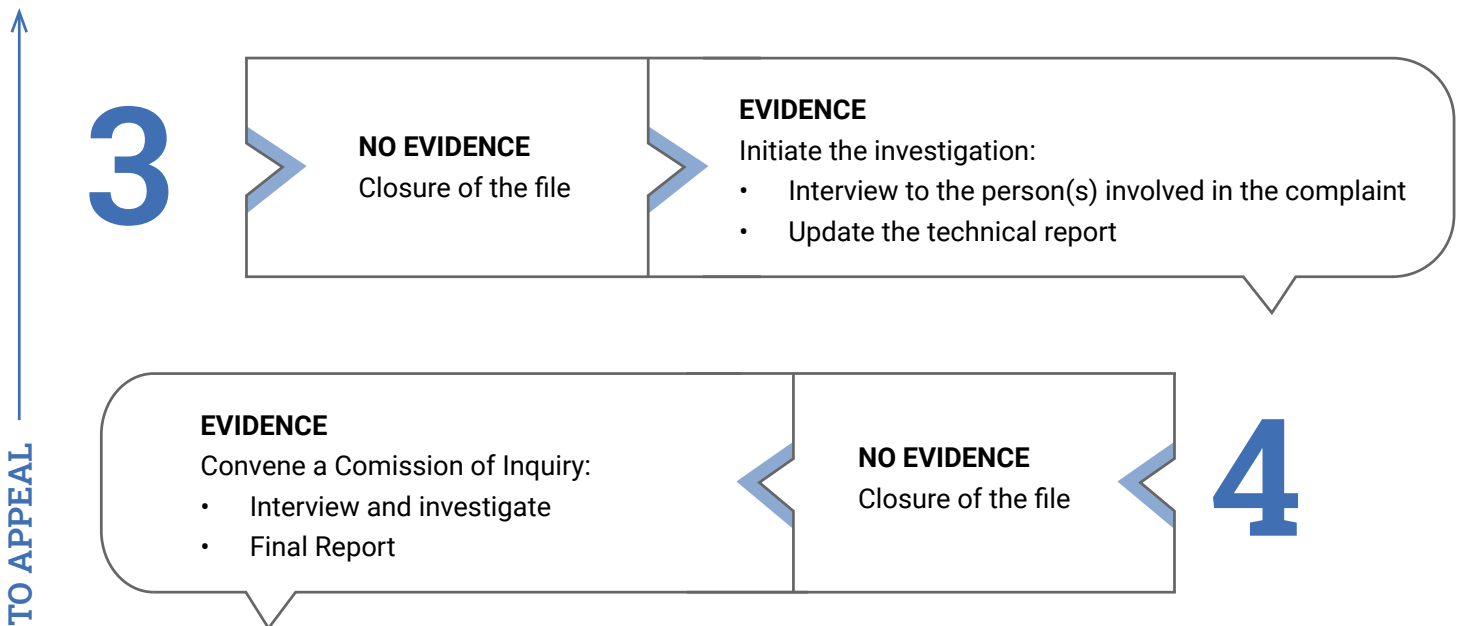 3
NO EVIDENCE
Closure of the file
EVIDENCE
Initiate the investigation:
• Interview to the person(s) involved in the complaint
• Update the technical report
EVIDENCE
Convene a Comission of Inquiry:
• Interview and investigate
• Final Report
NO EVIDENCE
Closure of the file
4
TO APPEAL